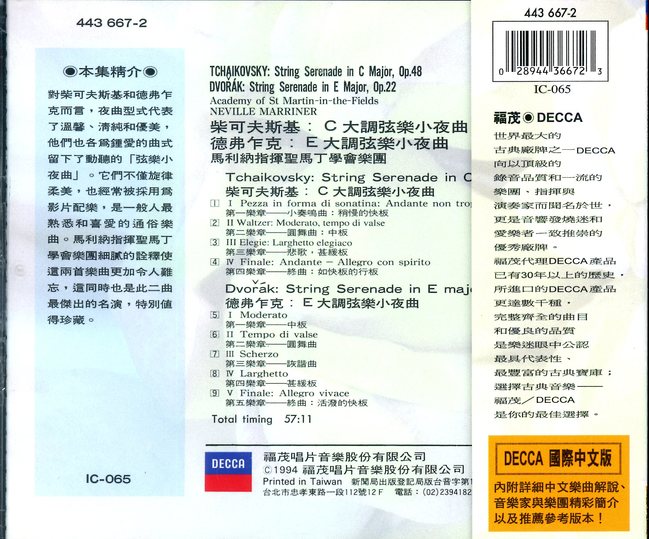 443 667-2
◉本集精介◉
對柴可夫斯基和德弗乍
克而言，夜曲型式代表
了溫馨、清純和優美，
他們也各爲鍾愛的曲式
留下了動聽的「弦樂小
夜曲」。它們不僅旋律
柔美，也經常被採用爲
影片配樂，是一般人最
熟悉和喜愛的通俗樂
曲。馬利納指揮聖馬丁
學會樂團細膩的詮釋使
這兩首樂曲更加令人難
忘，這同時也是此二曲
最傑出的名演，特別值
得珍藏。
IC-065
TCHAIKOVSKY: String Serenade in C Major, Op.48
DVOŘÁK: String Serenade in E Major, Op.22
Academy of St Martin-in-the-Fields
NEVILLE MARRINER
柴可夫斯基：C大調弦樂小夜曲
德弗乍克：E大調弦樂小夜曲
馬利納指揮聖馬丁學會樂團
Tchaikovsky: String Serenade in C
柴可夫斯基：C大調弦樂小夜曲
1 I Pezza in forma di sonatina: Andante non trop
第一樂章——小奏鳴曲：稍慢的快板
2 II Waltzer: Moderato, tempo di valse
第二樂章——圓舞曲：中板
3 III Elegie: Larghetto elegiaco
第三樂章——悲歌，甚緩板
4 IV Finale: Andante - Allegro con spirito
第四樂章——終曲：如快板的行板
Dvorák: String Serenade in E majo
德弗乍克：E大調弦樂小夜曲
5 I Moderato
第一樂章——中板
6 II Tempo di valse
第二樂章——圓舞曲
7 III Scherzo
第三樂章——詼諧曲
8 IV Larghetto
第四樂章——甚緩板
9 V Finale: Allegro vivace
第五樂章——終曲：活潑的快板
Total timing 57:11
DECCA
福茂唱片音樂股份有限公司
©1994 福茂唱片音樂股份有限公司
Printed in Taiwan 新聞局出版登記局版台音字第1
台北市忠孝東路一段112號12F 電話：(02)2394182
443 667-2
0 28944 36672 3
IC-065
福茂◉DECCA
世界最大的
古典廠牌之一DECCA
向以頂級的
錄音品質和一流的
樂團、指揮與
演奏家而聞名於世，
更是音響發燒迷和
愛樂者一致推崇的
優秀廠牌。
福茂代理DECCA產品
已有30年以上的歷史，
所進口的DECCA產品
更達數千種，
完整齊全的曲目
和優良的品質
是樂迷眼中公認
最具代表性、
最豐富的古典寶庫；
選擇古典音樂——
福茂／DECCA
是你的最佳選擇。
DECCA 國際中文版
內附詳細中文樂曲解說、
音樂家與樂團精彩簡介
以及推薦參考版本！